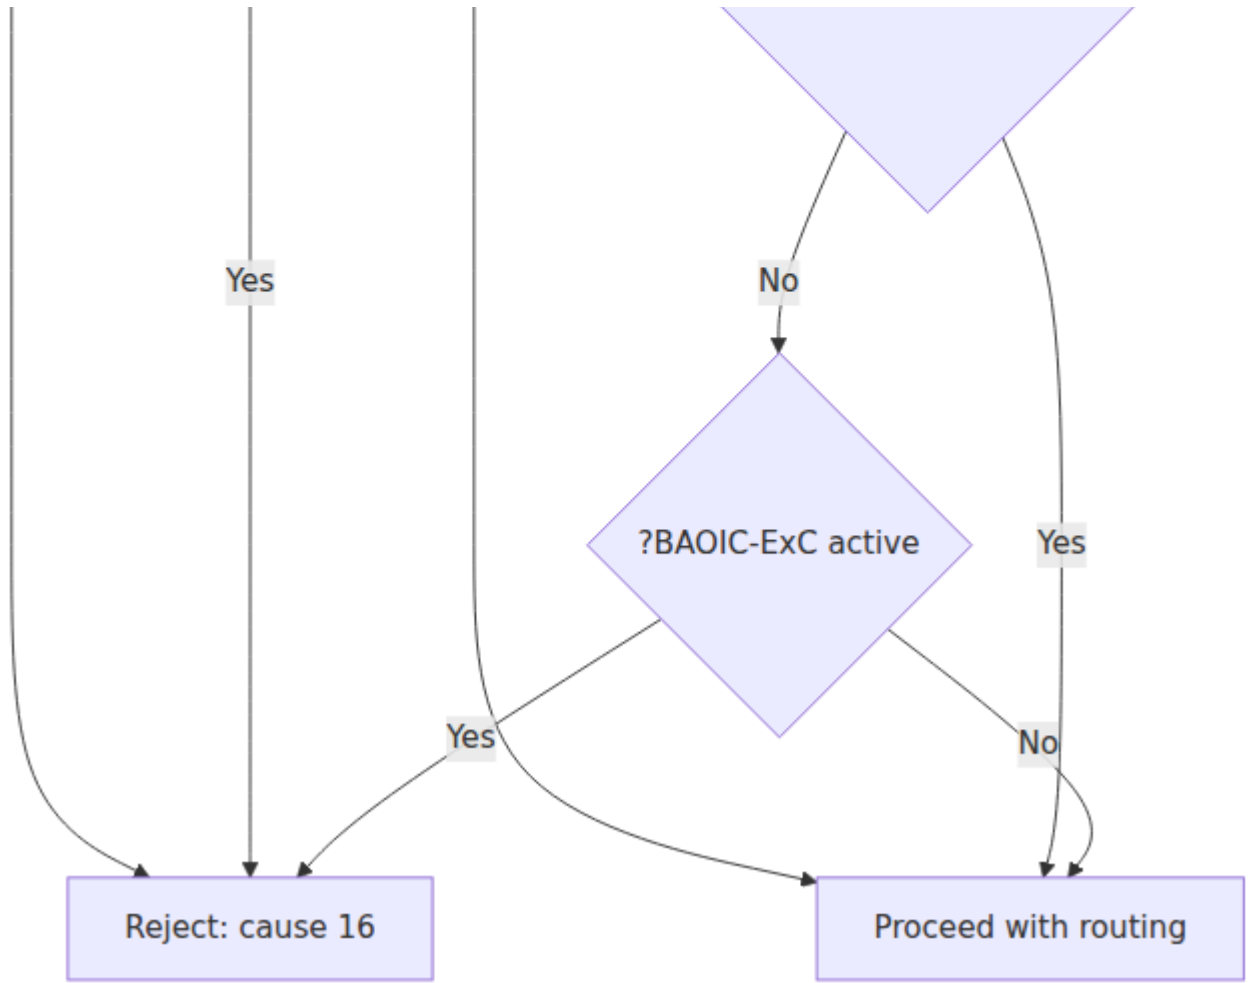 Yes
No
?BAOIC-ExC active
Yes
Yes
No
Reject: cause 16
Proceed with routing